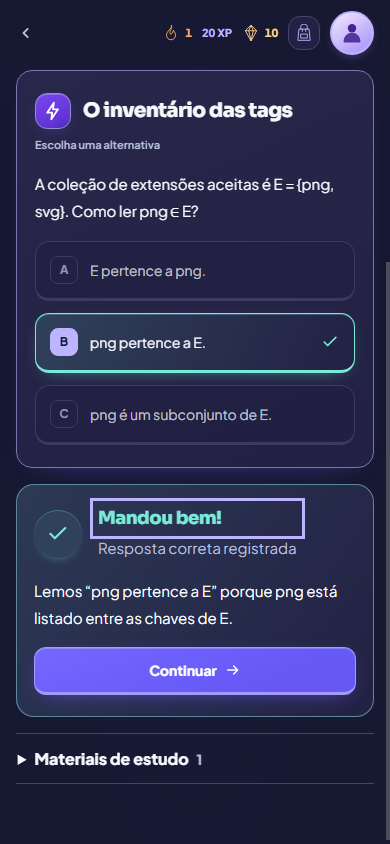 1 20 XP 10
O inventário das tags
Escolha uma alternativa
A coleção de extensões aceitas é E = {png,
svg}. Como ler png ∈ E?
A E pertence a png.
B png pertence a E.
C png é um subconjunto de E.
Mandou bem!
Resposta correta registrada
Lemos “png pertence a E” porque png está
listado entre as chaves de E.
Continuar →
Materiais de estudo 1